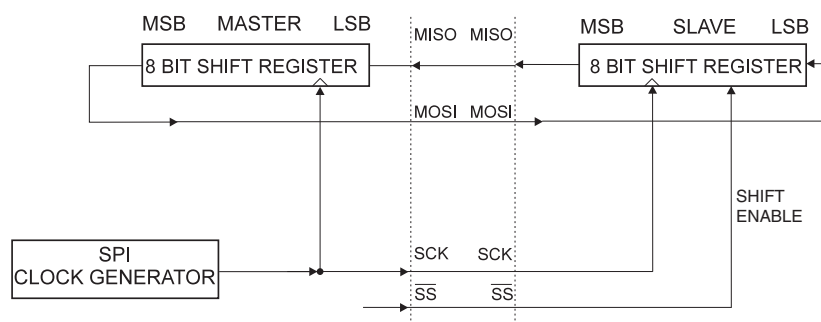 MSB MASTER LSB
MISO MISO
MSB SLAVE LSB
8 BIT SHIFT REGISTER
8 BIT SHIFT REGISTER
MOSI MOSI
SHIFT
ENABLE
SPI
CLOCK GENERATOR
SCK SCK
SS SS